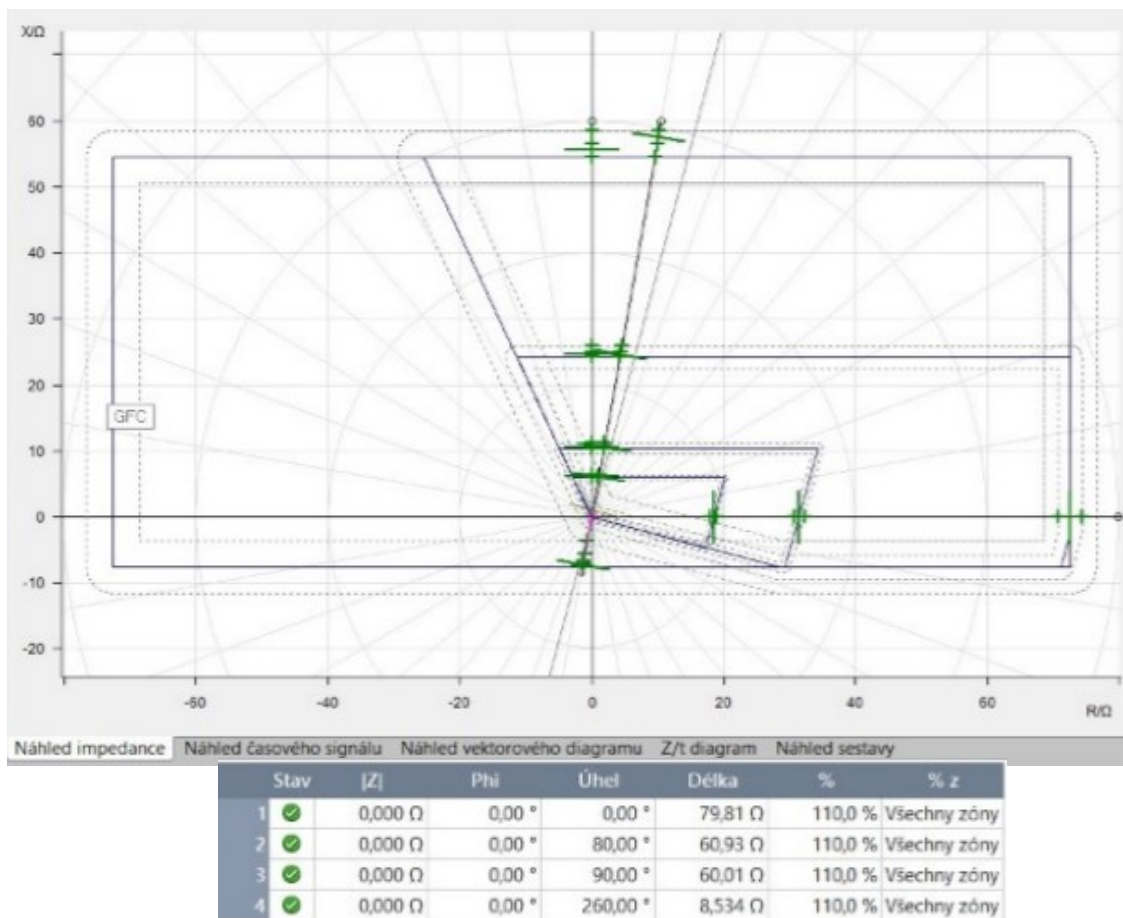 X/Ω
60
50
40
30
20
10
0
-10
-20
GFC
-60 -40 -20 0 20 40 60
R/Ω
Náhled impedance Náhled časového signálu Náhled vektorového diagramu Z/t diagram Náhled sestavy
Stav |Z| Phi Úhel Délka % % z
1 0,000 Ω 0,00 ° 0,00 ° 79,81 Ω 110,0 % Všechny zóny
2 0,000 Ω 0,00 ° 80,00 ° 60,93 Ω 110,0 % Všechny zóny
3 0,000 Ω 0,00 ° 90,00 ° 60,01 Ω 110,0 % Všechny zóny
4 0,000 Ω 0,00 ° 260,00 ° 8,534 Ω 110,0 % Všechny zóny